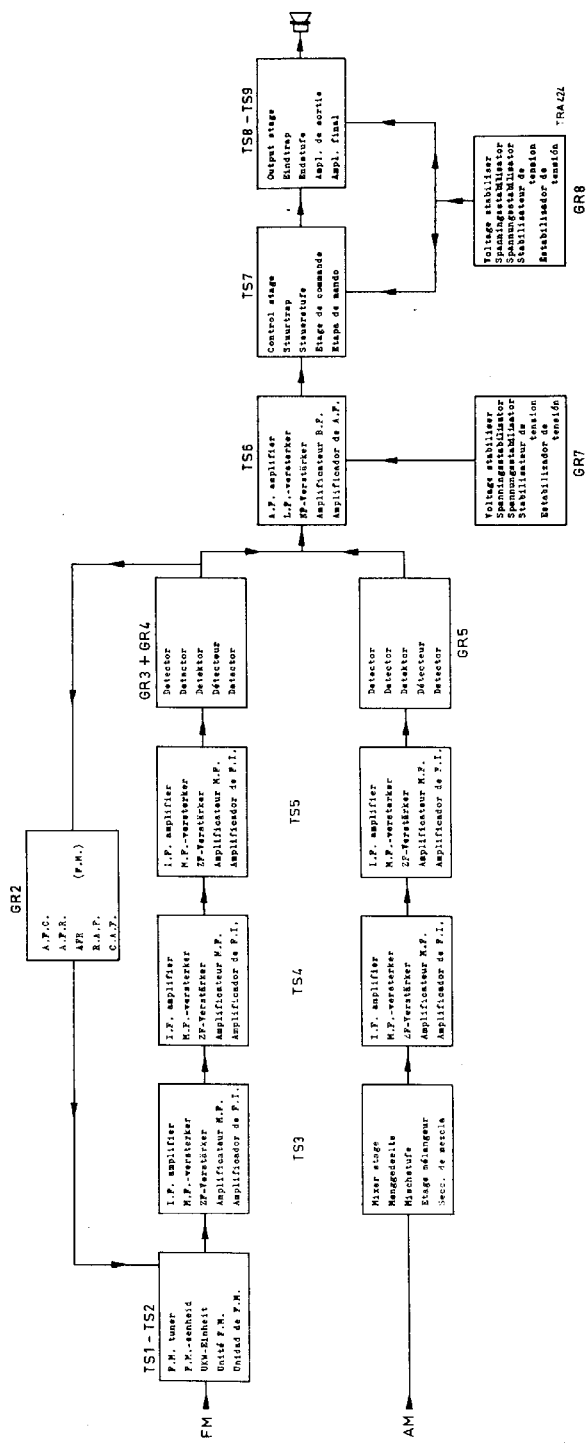 GR2
A.F.C.
A.F.R.
AFR (F.M.)
R.A.F.
C.A.F.
FM
TS1-TS2
F.M. tuner
F.M.-eenheid
UKW-Einheit
Unité F.M.
Unidad de F.M.
I.F. amplifier
M.F.-versterker
ZF-Verstärker
Amplificateur M.F.
Amplificador de F.I.
I.F. amplifier
M.F.-versterker
ZF-Verstärker
Amplificateur M.F.
Amplificador de F.I.
I.F. amplifier
M.F.-versterker
ZF-Verstärker
Amplificateur M.F.
Amplificador de F.I.
GR3 + GR4
Detector
Detector
Detektor
Détecteur
Detector
TS3
TS4
TS5
AM
Mixer stage
Menggedeelte
Mischstufe
Etage mélangeur
Secc. de mezcla
I.F. amplifier
M.F.-versterker
ZF-Verstärker
Amplificateur M.F.
Amplificador de F.I.
I.F. amplifier
M.F.-versterker
ZF-Verstärker
Amplificateur M.F.
Amplificador de F.I.
Detector
Detector
Detektor
Détecteur
Detector
GR5
TS6
A.F. amplifier
L.F.-versterker
NF-Verstärker
Amplificateur B.F.
Amplificador de A.F.
TS7
Control stage
Stuurtrap
Steuerstufe
Etage de commande
Etapa de mando
TS8-TS9
Output stage
Eindtrap
Endstufe
Ampl. de sortie
Ampl. final
Voltage stabiliser
Spanningsstabilisator
Spannungsstabilisator
Stabilisateur de
tension
Estabilizador de
tensión
GR7
Voltage stabiliser
Spanningsstabilisator
Spannungsstabilisator
Stabilisateur de
tension
Estabilisador de
tensión
GR8
TRA424